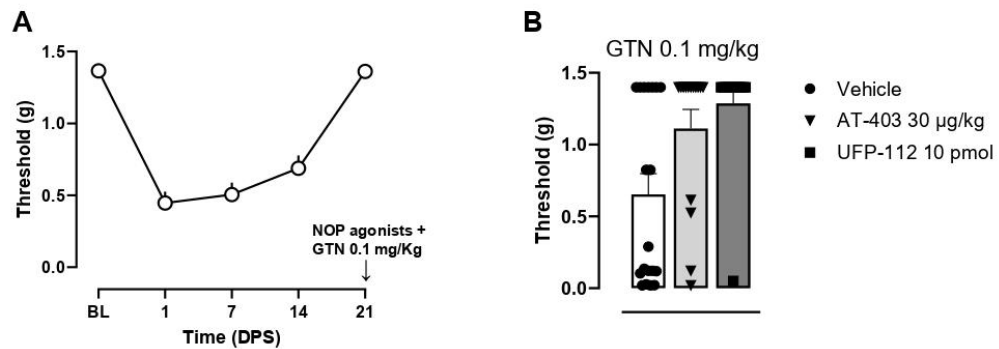 A
1.5
1.0
0.5
0.0
Threshold (g)
NOP agonists +
GTN 0.1 mg/Kg
BL 1 7 14 21
Time (DPS)
B
GTN 0.1 mg/kg
1.5
1.0
0.5
0.0
Threshold (g)
Vehicle
AT-403 30 µg/kg
UFP-112 10 pmol